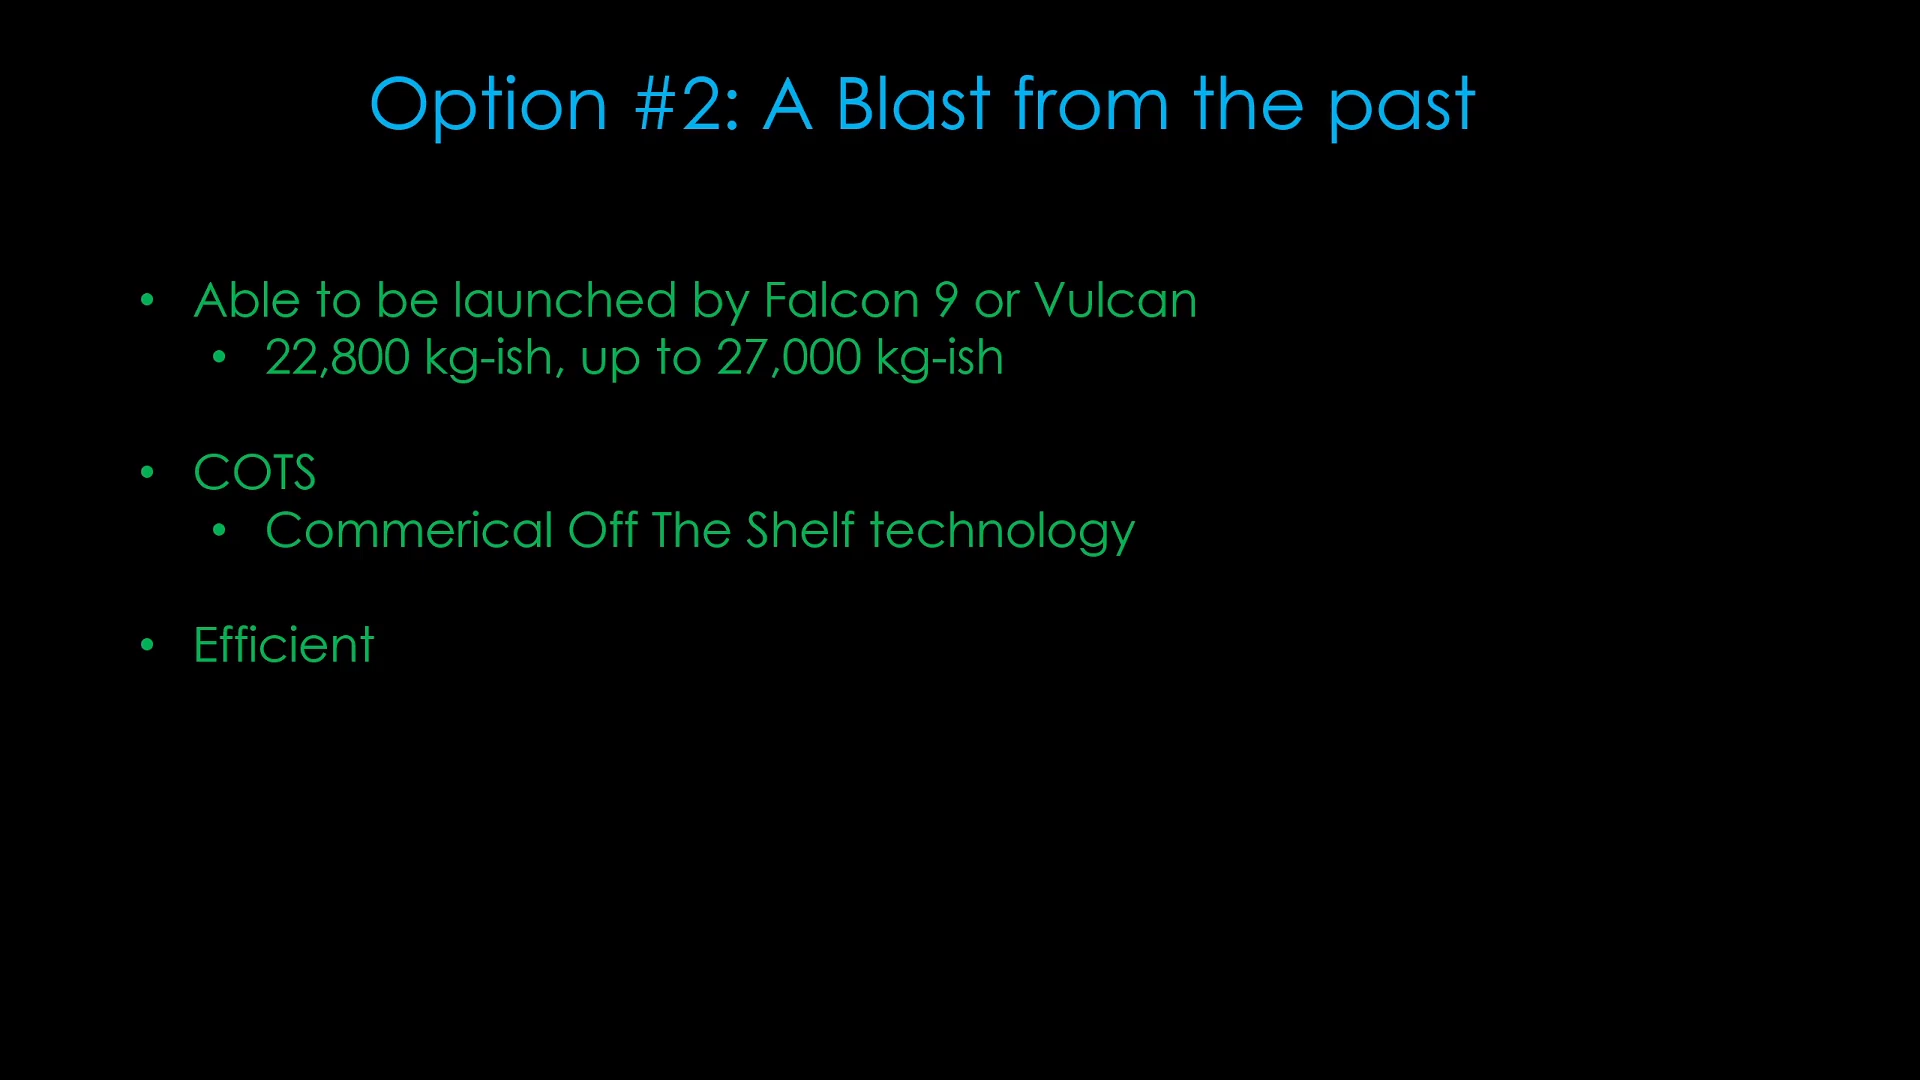 Option #2: A Blast from the past
• Able to be launched by Falcon 9 or Vulcan
• 22,800 kg-ish, up to 27,000 kg-ish
• COTS
• Commerical Off The Shelf technology
• Efficient